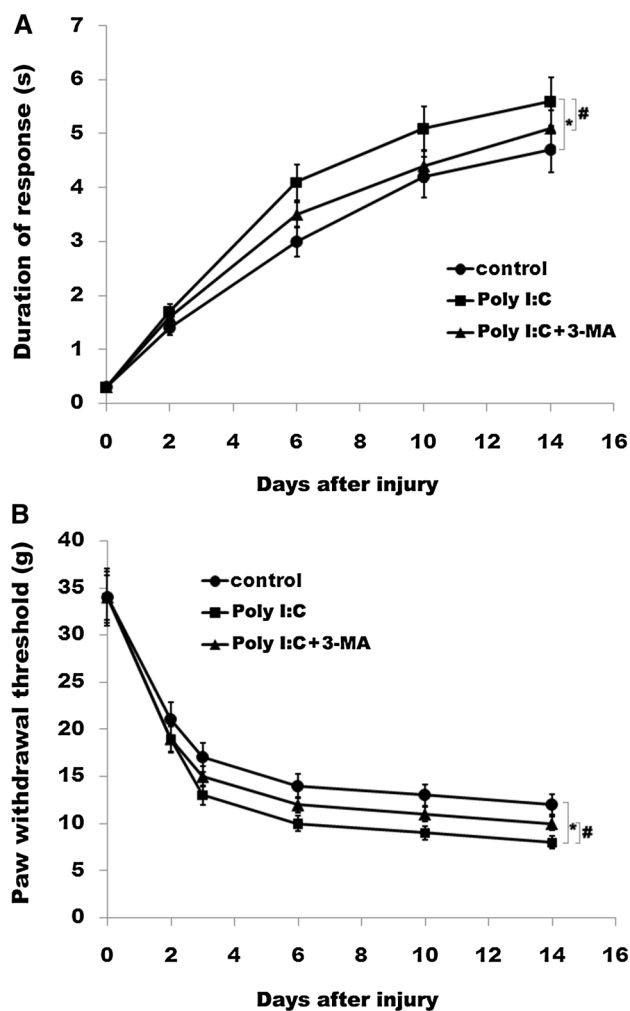 A
Duration of response (s)
7
6
5
4
3
2
1
0
*
#
control
Poly I:C
Poly I:C+3-MA
0 2 4 6 8 10 12 14 16
Days after injury
B
Paw withdrawal threshold (g)
40
35
30
25
20
15
10
5
0
control
Poly I:C
Poly I:C+3-MA
*
#
0 2 4 6 8 10 12 14 16
Days after injury